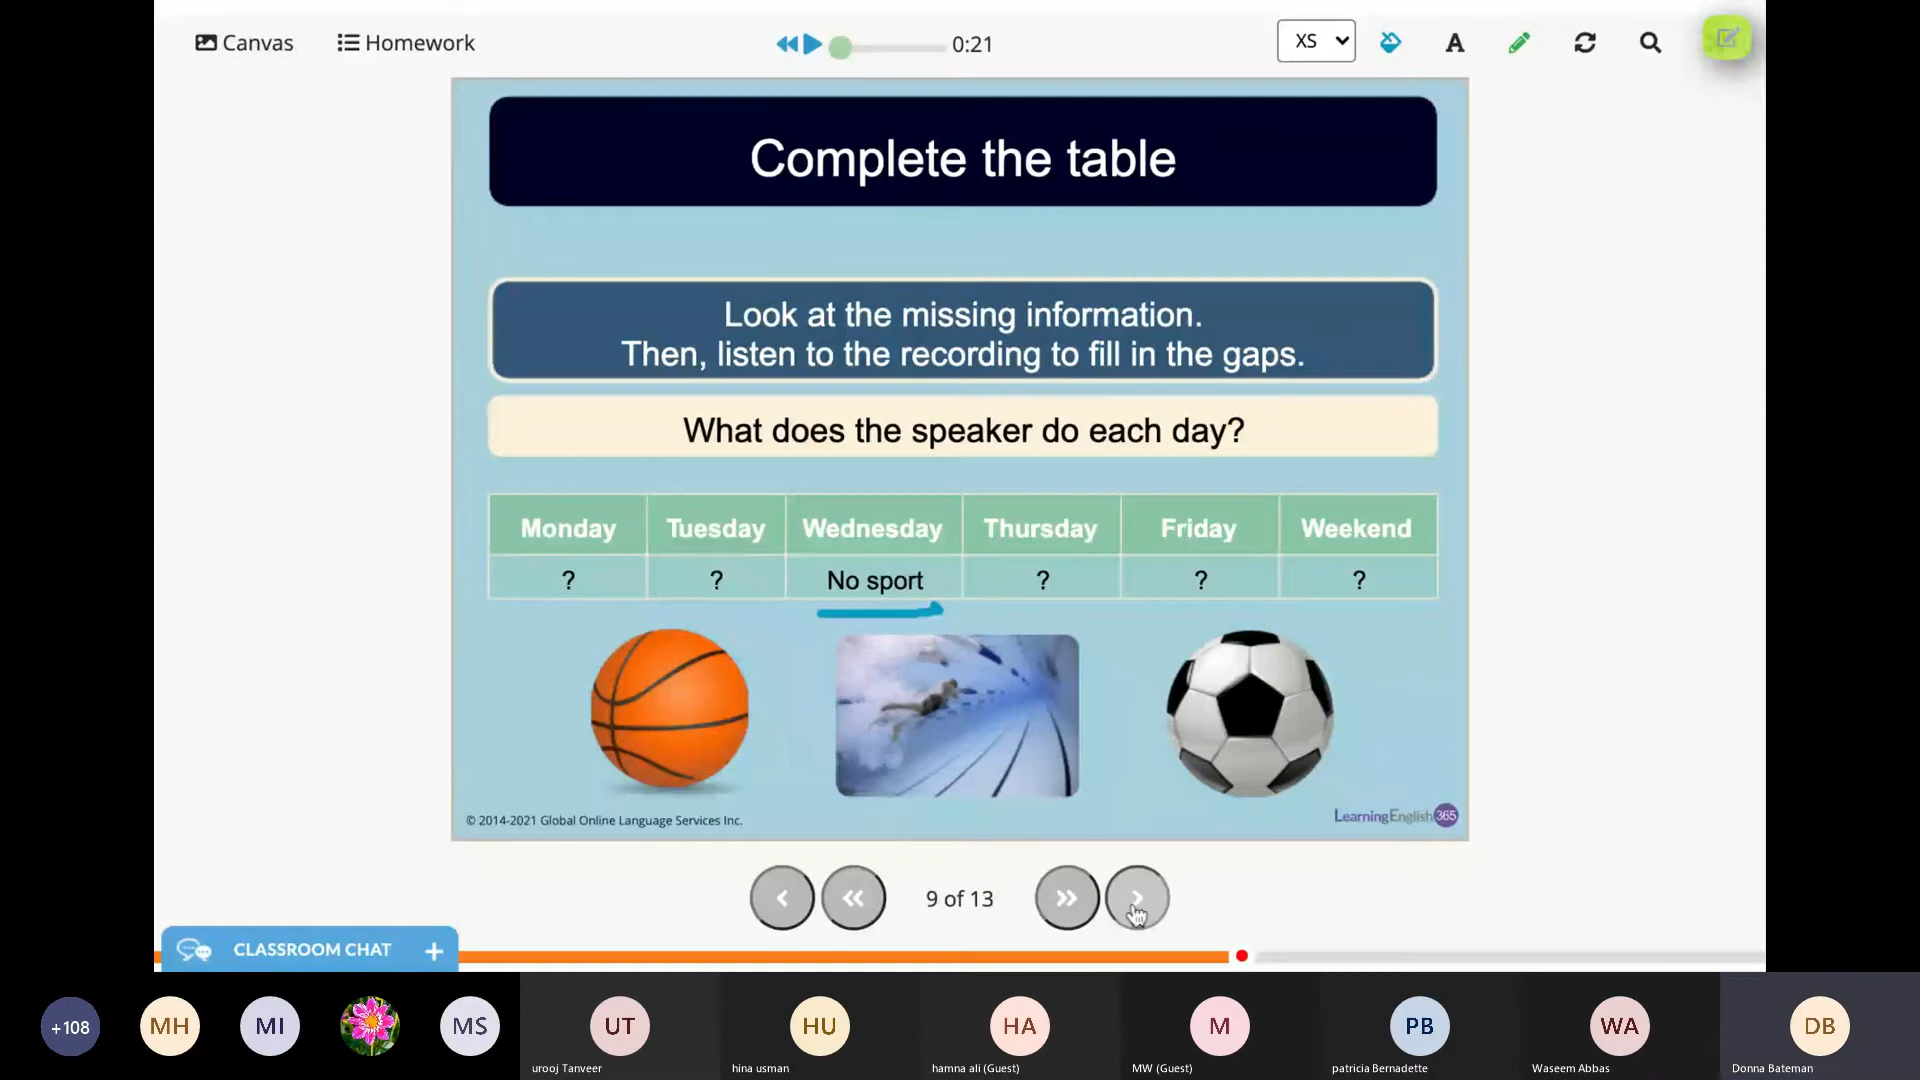 Canvas
Homework
0:21
XS
A
Complete the table
Look at the missing information.
Then, listen to the recording to fill in the gaps.
What does the speaker do each day?
Monday Tuesday Wednesday Thursday Friday Weekend
? ? No sport ? ? ?
© 2014-2021 Global Online Language Services Inc.
LearningEnglish 365
9 of 13
CLASSROOM CHAT +
+108 MH MI MS UT HU HA M PB WA DB
urooj Tanveer hina usman hamna ali (Guest) MW (Guest) patricia Bernadette Waseem Abbas Donna Bateman